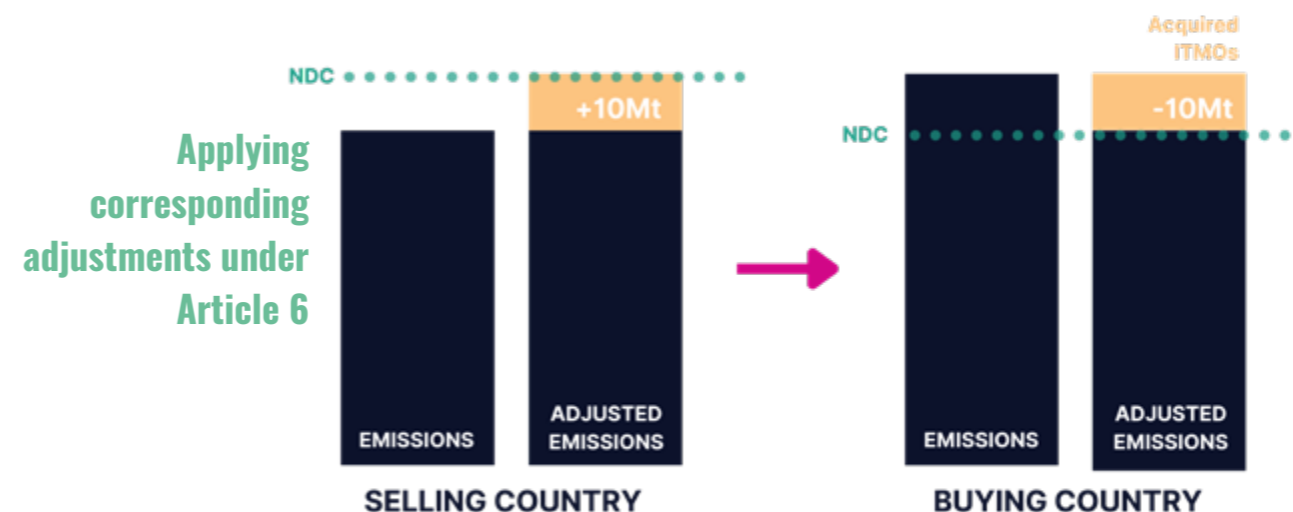 Applying
corresponding
adjustments under
Article 6
NDC
+10Mt
EMISSIONS
ADJUSTED
EMISSIONS
SELLING COUNTRY
Acquired
ITMOs
-10Mt
NDC
EMISSIONS
ADJUSTED
EMISSIONS
BUYING COUNTRY